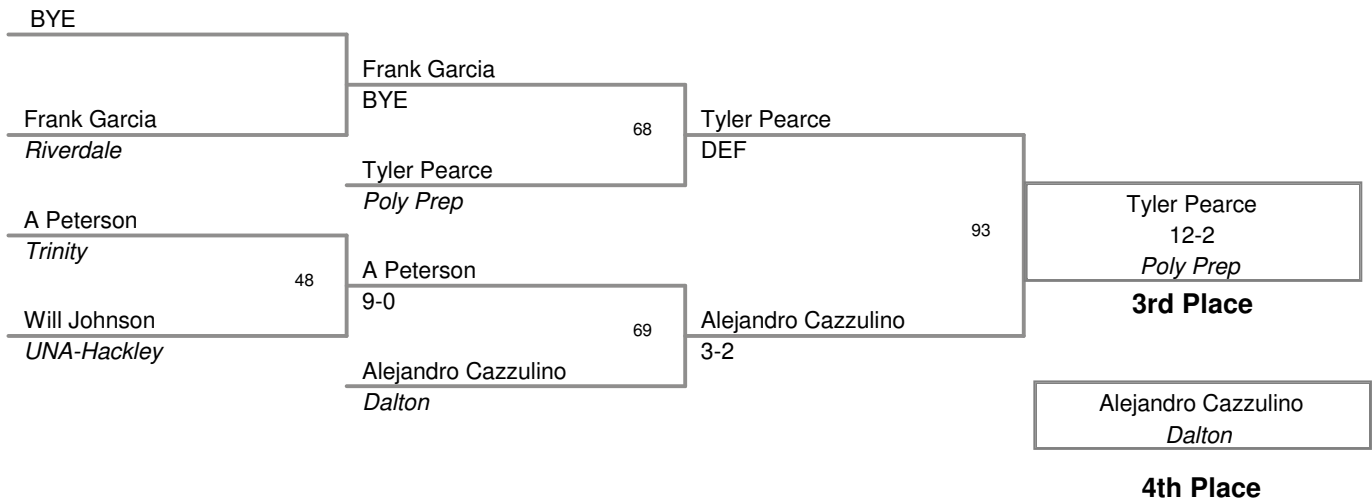 BYE
Frank Garcia
BYE
Frank Garcia
Riverdale
68
Tyler Pearce
DEF
Tyler Pearce
Poly Prep
A Peterson
Trinity
93
Tyler Pearce
12-2
Poly Prep
3rd Place
48
A Peterson
9-0
Will Johnson
UNA-Hackley
69
Alejandro Cazzulino
3-2
Alejandro Cazzulino
Dalton
Alejandro Cazzulino
Dalton
4th Place